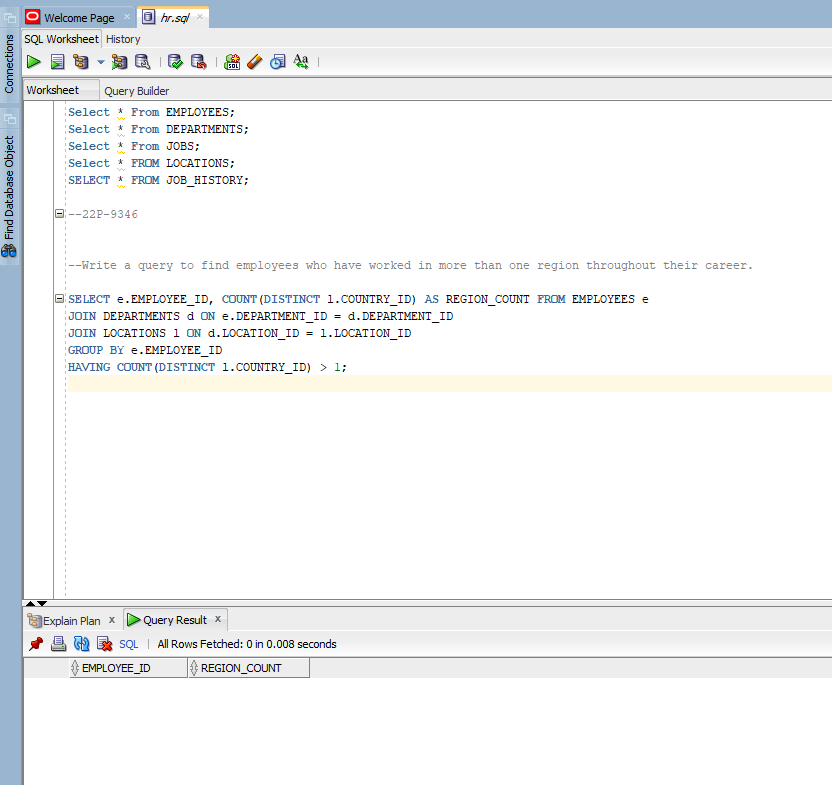 Welcome Page
hr.sql
SQL Worksheet History
Connections
Find Database Object
Worksheet Query Builder
Select * From EMPLOYEES;
Select * From DEPARTMENTS;
Select * From JOBS;
Select * FROM LOCATIONS;
SELECT * FROM JOB_HISTORY;
--22P-9346
--Write a query to find employees who have worked in more than one region throughout their career.
SELECT e.EMPLOYEE_ID, COUNT(DISTINCT l.COUNTRY_ID) AS REGION_COUNT FROM EMPLOYEES e
JOIN DEPARTMENTS d ON e.DEPARTMENT_ID = d.DEPARTMENT_ID
JOIN LOCATIONS l ON d.LOCATION_ID = l.LOCATION_ID
GROUP BY e.EMPLOYEE_ID
HAVING COUNT(DISTINCT l.COUNTRY_ID) > 1;
Explain Plan x Query Result x
SQL | All Rows Fetched: 0 in 0.008 seconds
EMPLOYEE_ID REGION_COUNT